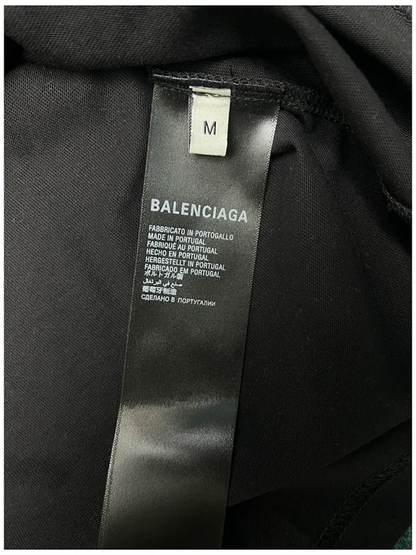 M
BALENCIAGA
FABBRICATO IN PORTOGALLO
MADE IN PORTUGAL
FABRIQUÉ AU PORTUGAL
HECHO EN PORTUGAL
HERGESTELLT IN PORTUGAL
FABRICADO EM PORTUGAL
ポルトガル製
صنع في البرتغال
葡萄牙制造
СДЕЛАНО В ПОРТУГАЛИИ